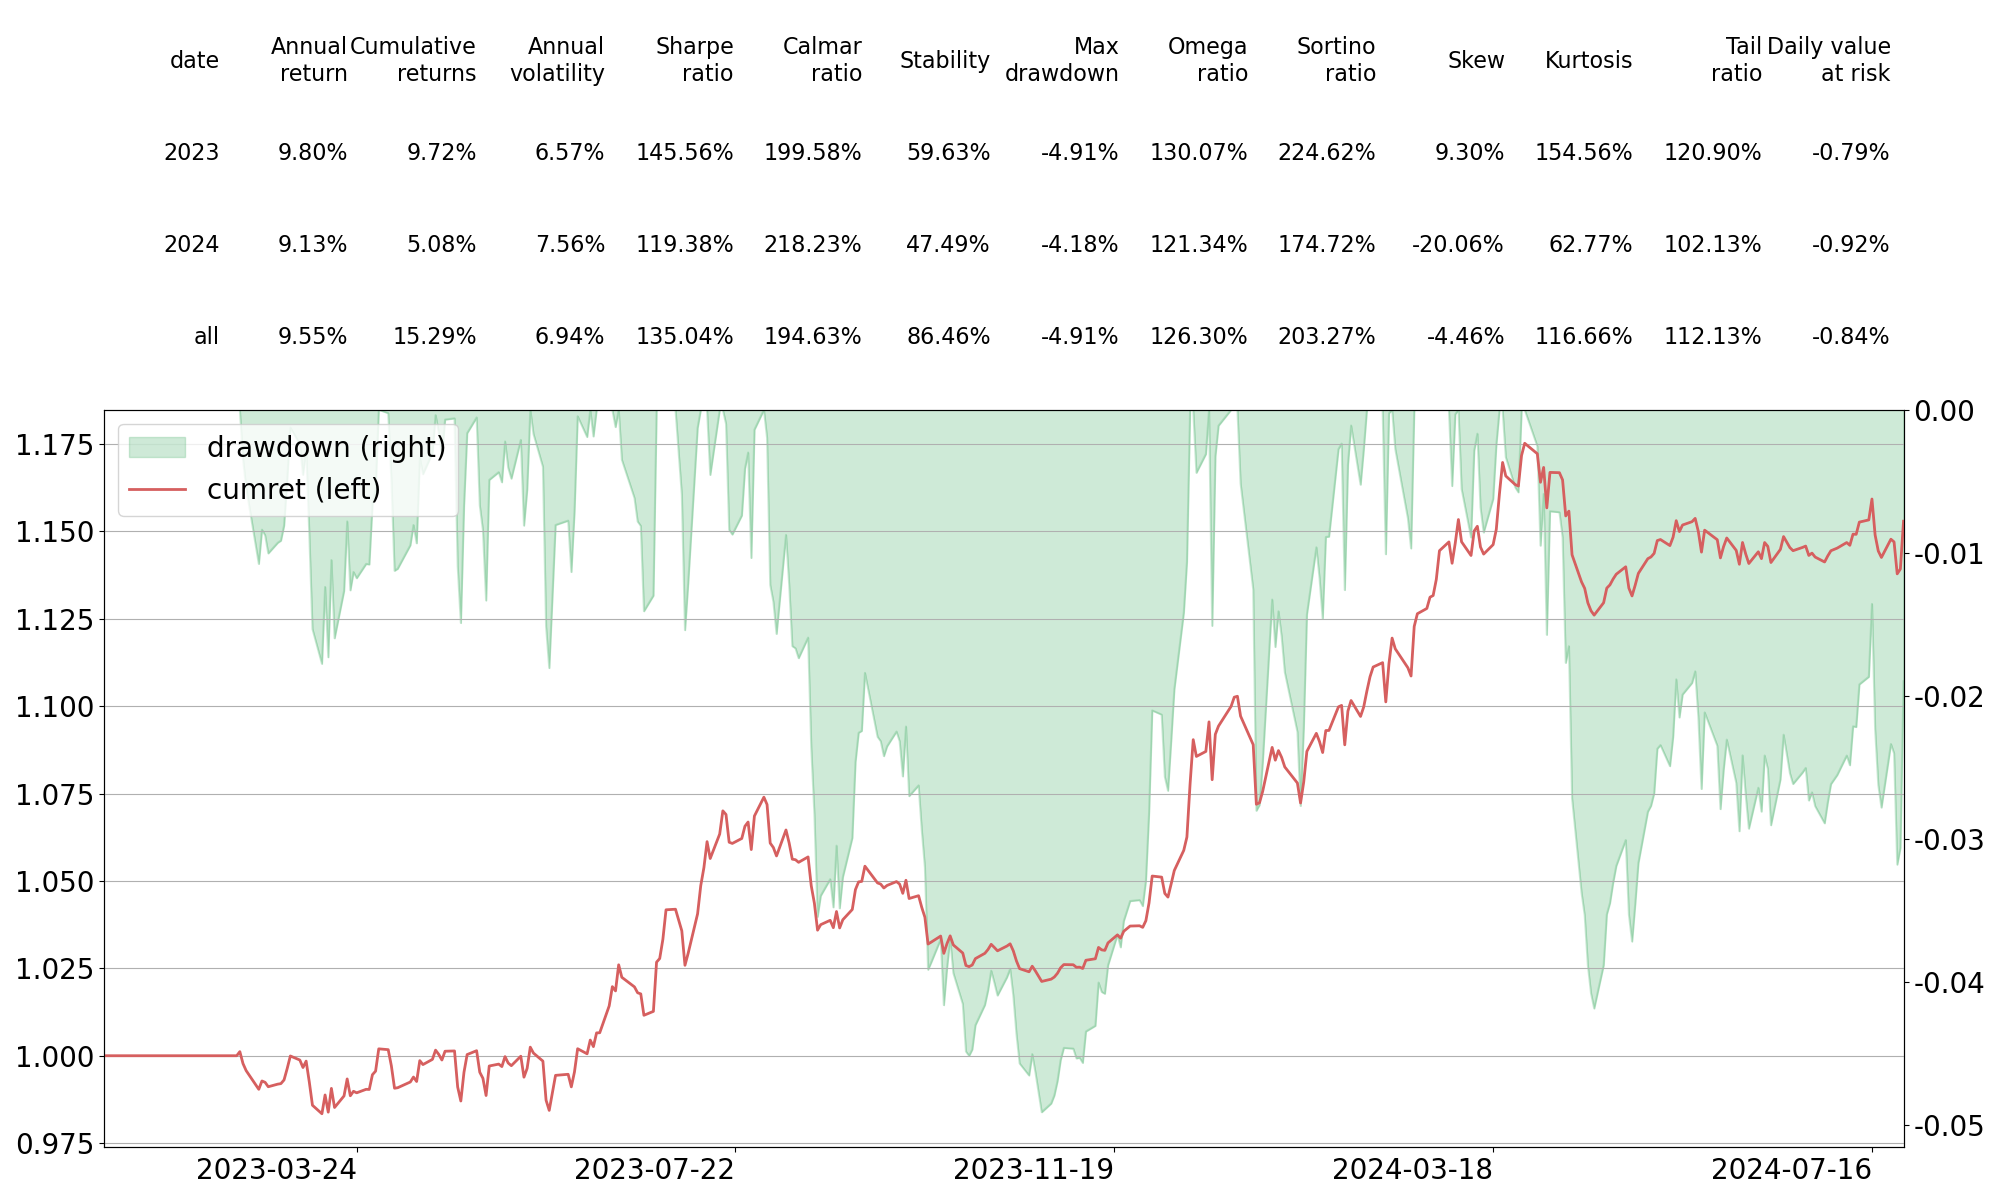 date Annual return Cumulative returns Annual volatility Sharpe ratio Calmar ratio Stability Max drawdown Omega ratio Sortino ratio Skew Kurtosis Tail ratio Daily value at risk
2023 9.80% 9.72% 6.57% 145.56% 199.58% 59.63% -4.91% 130.07% 224.62% 9.30% 154.56% 120.90% -0.79%
2024 9.13% 5.08% 7.56% 119.38% 218.23% 47.49% -4.18% 121.34% 174.72% -20.06% 62.77% 102.13% -0.92%
all 9.55% 15.29% 6.94% 135.04% 194.63% 86.46% -4.91% 126.30% 203.27% -4.46% 116.66% 112.13% -0.84%
drawdown (right)
cumret (left)
1.175
1.150
1.125
1.100
1.075
1.050
1.025
1.000
0.975
0.00
-0.01
-0.02
-0.03
-0.04
-0.05
2023-03-24 2023-07-22 2023-11-19 2024-03-18 2024-07-16